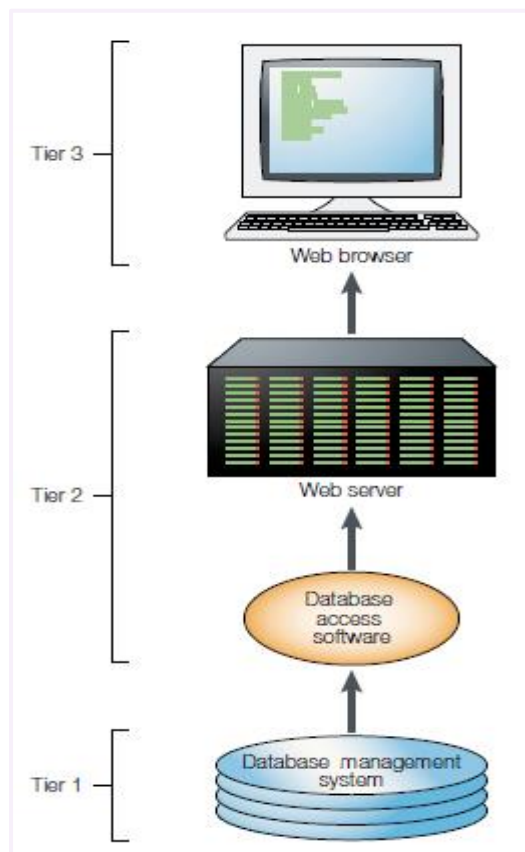 Tier 3
Web browser
Tier 2
Web server
Database
access
software
Tier 1
Database management
system